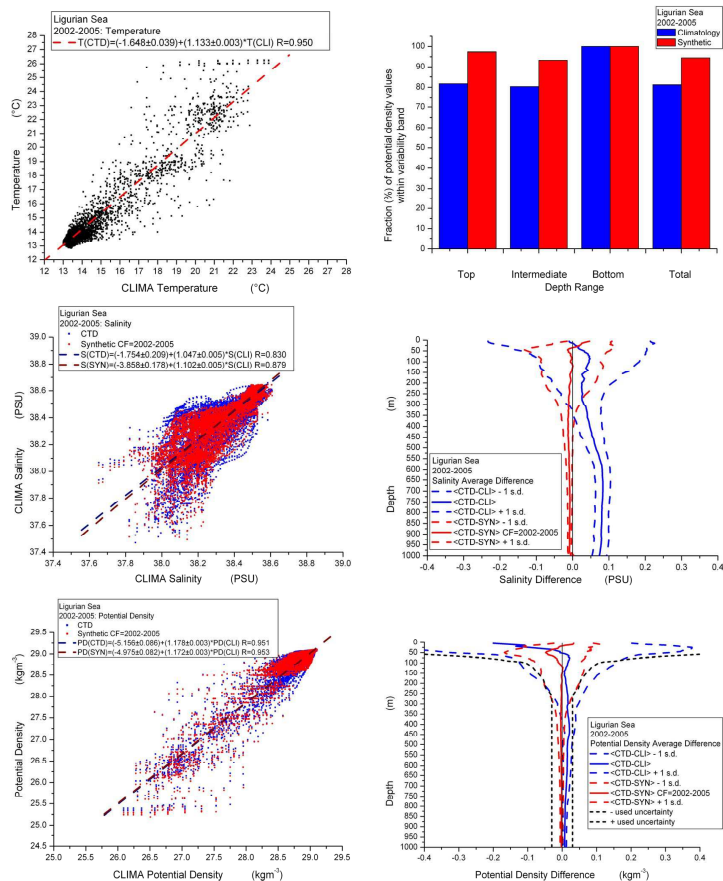 Ligurian Sea
2002-2005: Temperature
T(CTD)=(-1.648±0.039)+(1.133±0.003)*T(CLI) R=0.950
Temperature (°C)
28
27
26
25
24
23
22
21
20
19
18
17
16
15
14
13
12
12 13 14 15 16 17 18 19 20 21 22 23 24 25 26 27 28
CLIMA Temperature (°C)
Ligurian Sea
2002-2005
Climatology
Synthetic
Fraction (%) of potential density values
within variability band
100
90
80
70
60
50
40
30
20
10
0
Top Intermediate Bottom Total
Depth Range
Ligurian Sea
2002-2005: Salinity
CTD
Synthetic CF=2002-2005
S(CTD)=(-1.754±0.209)+(1.047±0.005)*S(CLI) R=0.830
S(SYN)=(-3.858±0.178)+(1.102±0.005)*S(CLI) R=0.879
CLIMA Salinity (PSU)
39.0
38.8
38.6
38.4
38.2
38.0
37.8
37.6
37.4
37.4 37.6 37.8 38.0 38.2 38.4 38.6 38.8 39.0
CLIMA Salinity (PSU)
Depth (m)
0
50
100
150
200
250
300
350
400
450
500
550
600
650
700
750
800
850
900
950
1000
Ligurian Sea
2002-2005
Salinity Average Difference
<CTD-CLI> - 1 s.d.
<CTD-CLI>
<CTD-CLI> + 1 s.d.
<CTD-SYN> - 1 s.d.
<CTD-SYN> CF=2002-2005
<CTD-SYN> + 1 s.d.
-0.4 -0.3 -0.2 -0.1 0.0 0.1 0.2 0.3 0.4
Salinity Difference (PSU)
Ligurian Sea
2002-2005: Potential Density
CTD
Synthetic CF=2002-2005
PD(CTD)=(-5.156±0.086)+(1.178±0.003)*PD(CLI) R=0.951
PD(SYN)=(-4.975±0.082)+(1.172±0.003)*PD(CLI) R=0.953
Potential Density kgm-3
29.5
29.0
28.5
28.0
27.5
27.0
26.5
26.0
25.5
25.0
24.5
25.0 25.5 26.0 26.5 27.0 27.5 28.0 28.5 29.0 29.5
CLIMA Potential Density (kgm-3)
Depth (m)
0
50
100
150
200
250
300
350
400
450
500
550
600
650
700
750
800
850
900
950
1000
Ligurian Sea
2002-2005
Potential Density Average Difference
<CTD-CLI> - 1 s.d.
<CTD-CLI>
<CTD-CLI> + 1 s.d.
<CTD-SYN> - 1 s.d.
<CTD-SYN> CF=2002-2005
<CTD-SYN> + 1 s.d.
- used uncertainty
+ used uncertainty
-0.4 -0.3 -0.2 -0.1 0.0 0.1 0.2 0.3 0.4
Potential Density Difference (kgm-3)